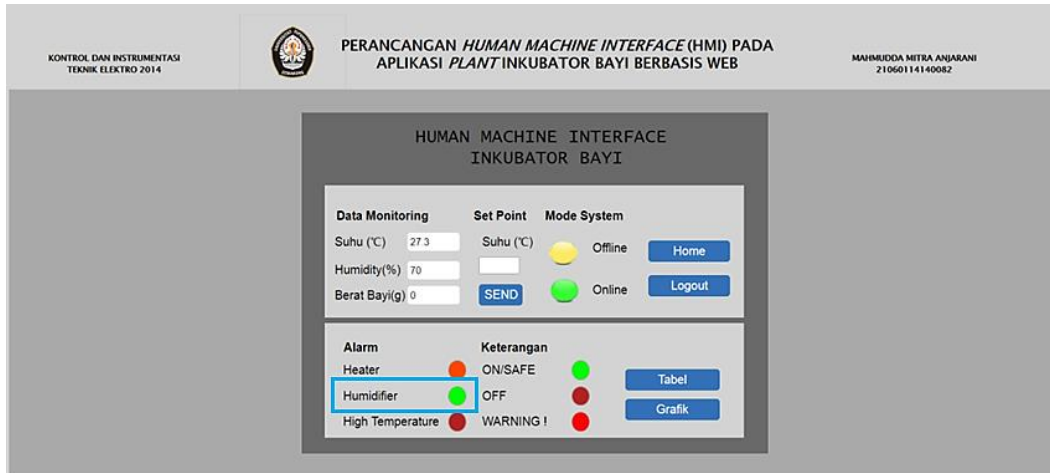 KONTROL DAN INSTRUMENTASI
TEKNIK ELEKTRO 2014
PERANCANGAN HUMAN MACHINE INTERFACE (HMI) PADA
APLIKASI PLANT INKUBATOR BAYI BERBASIS WEB
MAHMUDDA MITRA ANJARANI
21060114140082
HUMAN MACHINE INTERFACE
INKUBATOR BAYI
Data Monitoring Set Point Mode System
Suhu (℃) 27.3 Suhu (℃) Offline Home
Humidity(%) 70
Berat Bayi(g) 0 SEND Online Logout
Alarm Keterangan
Heater ON/SAFE Tabel
Humidifier OFF
High Temperature WARNING ! Grafik